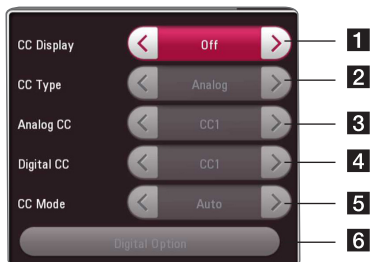 CC Display Off 1
CC Type Analog 2
Analog CC CC1 3
Digital CC CC1 4
CC Mode Auto 5
Digital Option 6